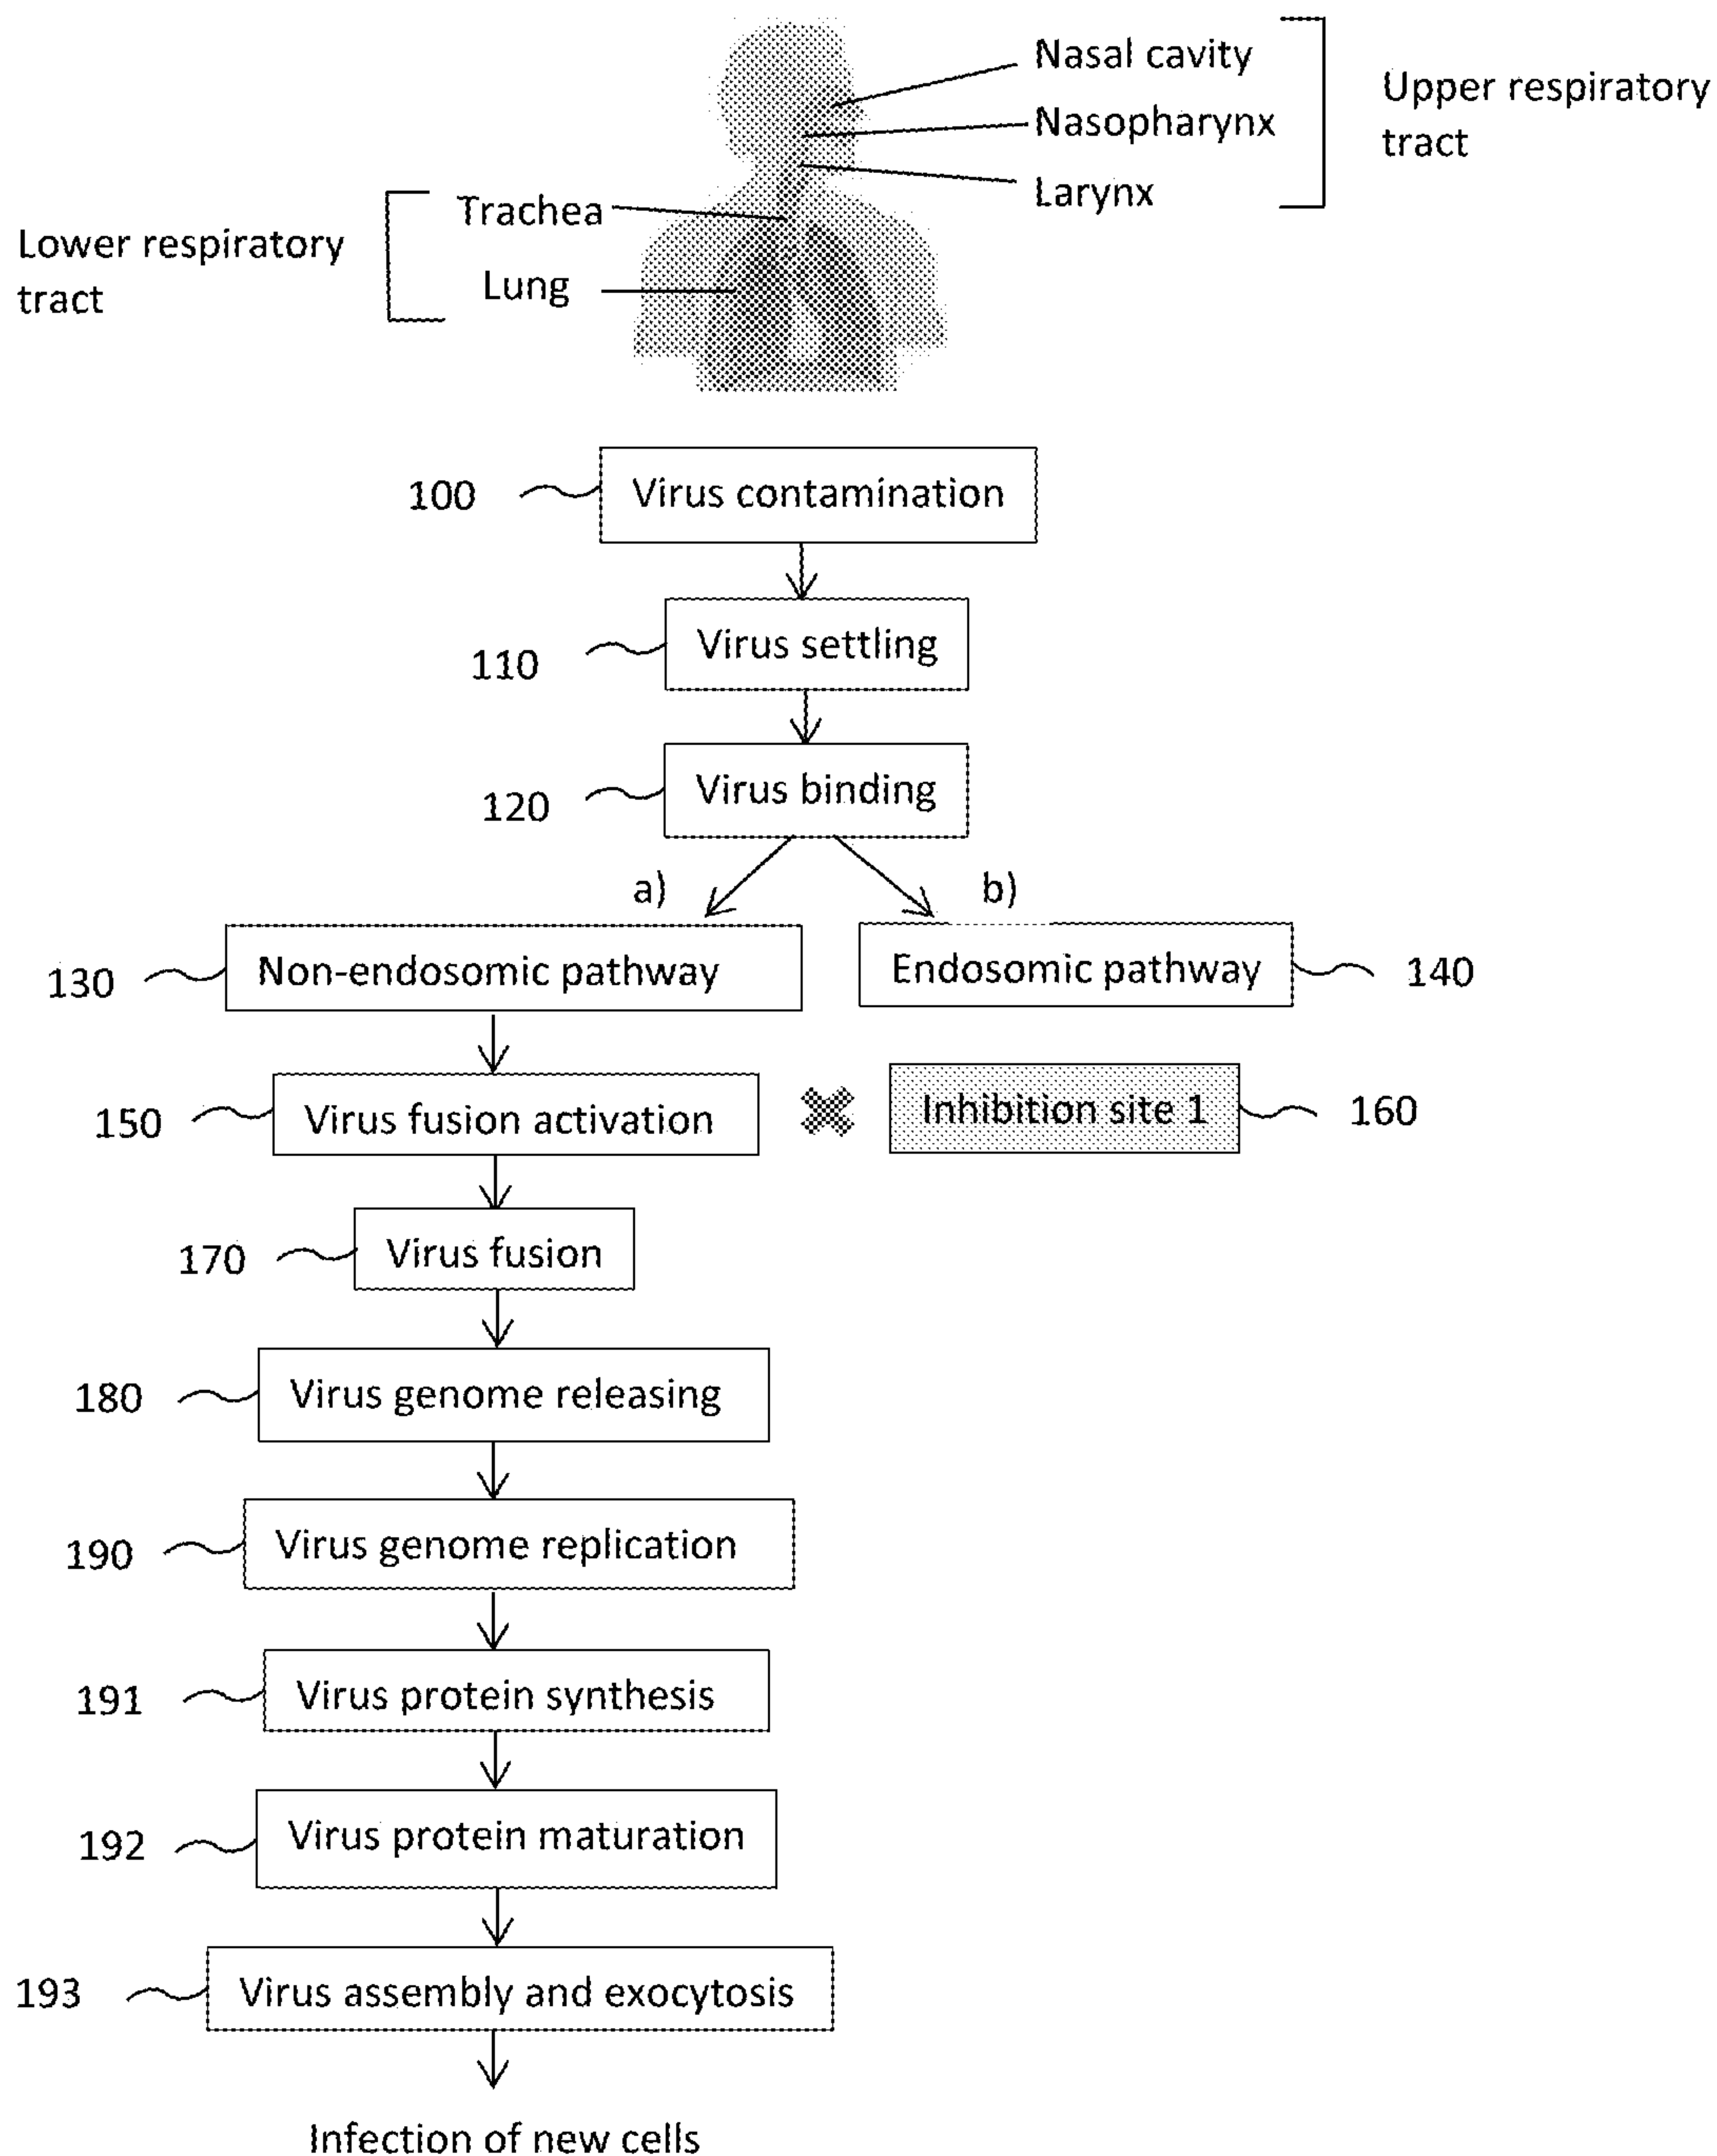 Nasal cavity
Nasopharynx
Larynx
Upper respiratory
tract
Trachea
Lung
Lower respiratory
tract
100
Virus contamination
110
Virus settling
120
Virus binding
a)
b)
130
Non-endosomic pathway
Endosomic pathway
140
150
Virus fusion activation
Inhibition site 1
160
170
Virus fusion
180
Virus genome releasing
190
Virus genome replication
191
Virus protein synthesis
192
Virus protein maturation
193
Virus assembly and exocytosis
Infection of new cells